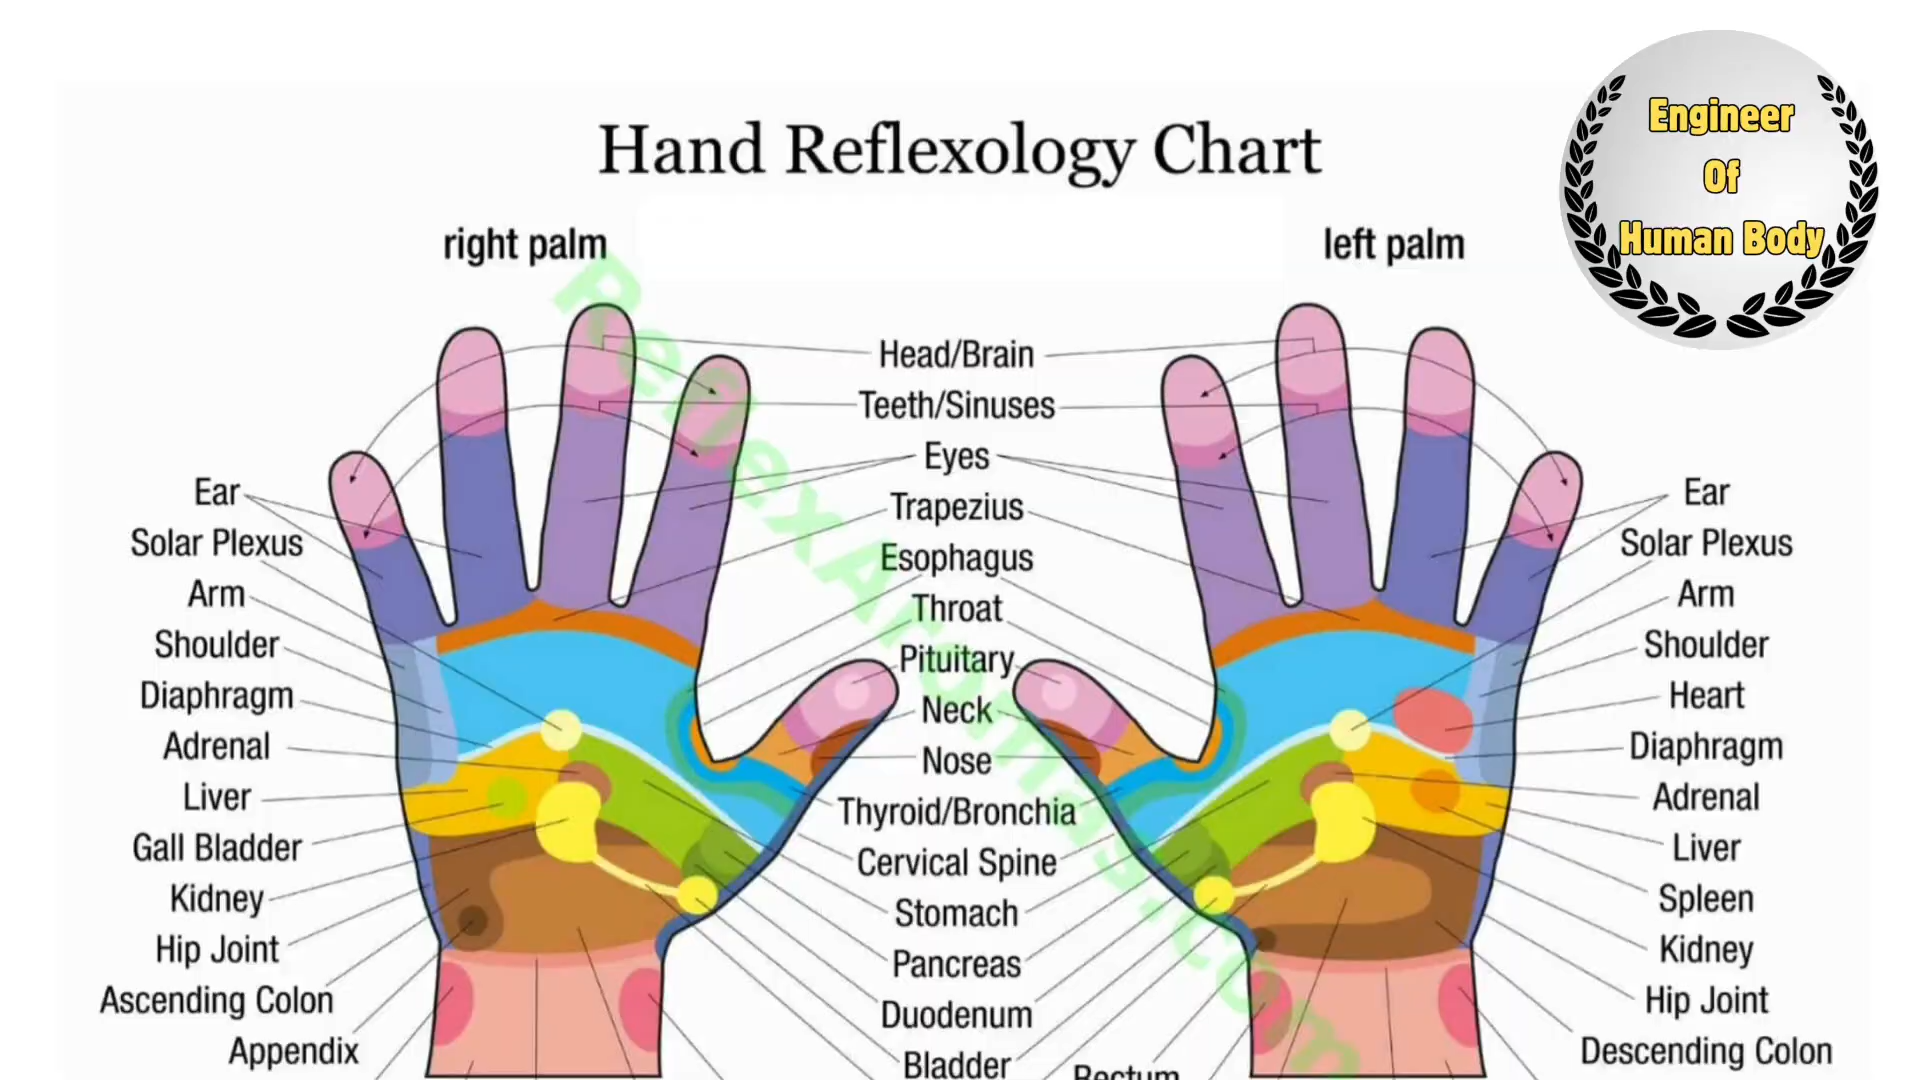 Hand Reflexology Chart
Engineer
Of
Human Body
right palm
left palm
Head/Brain
Teeth/Sinuses
Eyes
Trapezius
Esophagus
Throat
Pituitary
Neck
Nose
Thyroid/Bronchia
Cervical Spine
Stomach
Pancreas
Duodenum
Bladder
Rectum
Ear
Solar Plexus
Arm
Shoulder
Diaphragm
Adrenal
Liver
Gall Bladder
Kidney
Hip Joint
Ascending Colon
Appendix
Ear
Solar Plexus
Arm
Shoulder
Heart
Diaphragm
Adrenal
Liver
Spleen
Kidney
Hip Joint
Descending Colon
ReflexAromas.com